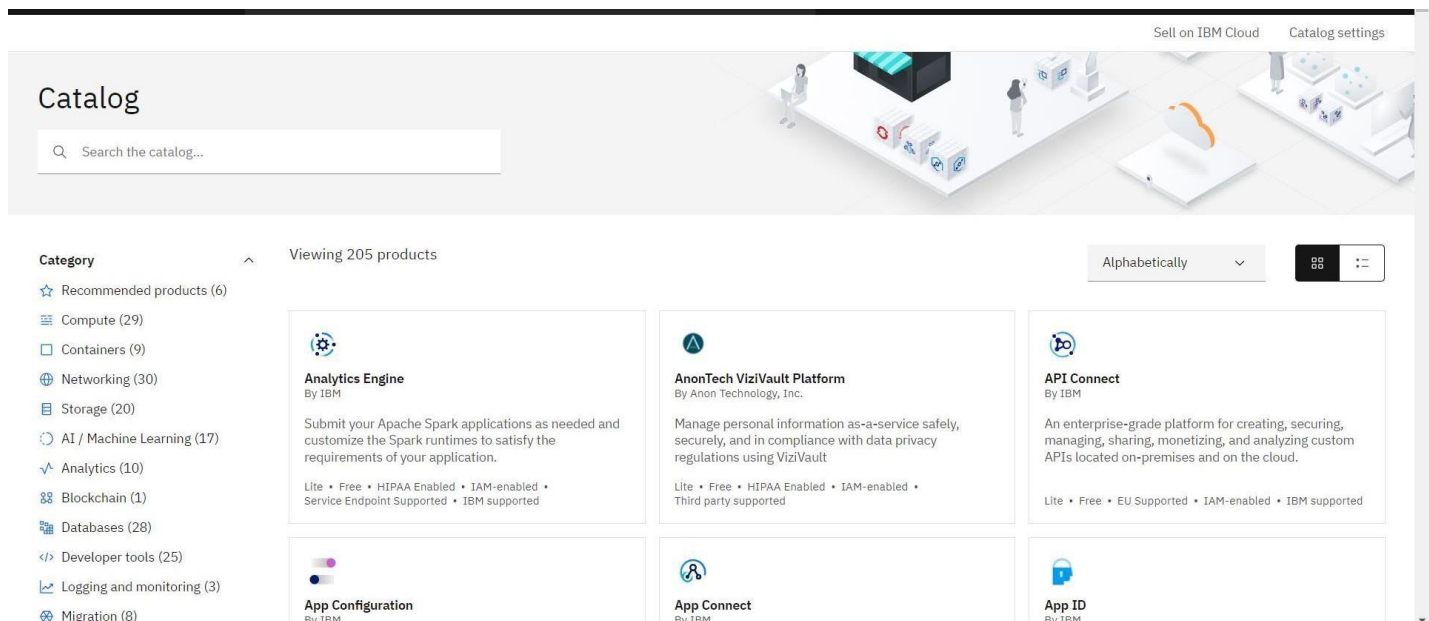 Sell on IBM Cloud
Catalog settings
Catalog
Search the catalog...
Category
Recommended products (6)
Compute (29)
Containers (9)
Networking (30)
Storage (20)
AI / Machine Learning (17)
Analytics (10)
Blockchain (1)
Databases (28)
Developer tools (25)
Logging and monitoring (3)
Migration (8)
Viewing 205 products
Alphabetically
Analytics Engine
By IBM
Submit your Apache Spark applications as needed and
customize the Spark runtimes to satisfy the
requirements of your application.
Lite • Free • HIPAA Enabled • IAM-enabled •
Service Endpoint Supported • IBM supported
AnonTech ViziVault Platform
By Anon Technology, Inc.
Manage personal information as-a-service safely,
securely, and in compliance with data privacy
regulations using ViziVault
Lite • Free • HIPAA Enabled • IAM-enabled •
Third party supported
API Connect
By IBM
An enterprise-grade platform for creating, securing,
managing, sharing, monetizing, and analyzing custom
APIs located on-premises and on the cloud.
Lite • Free • EU Supported • IAM-enabled • IBM supported
App Configuration
By IBM
App Connect
By IBM
App ID
By IBM